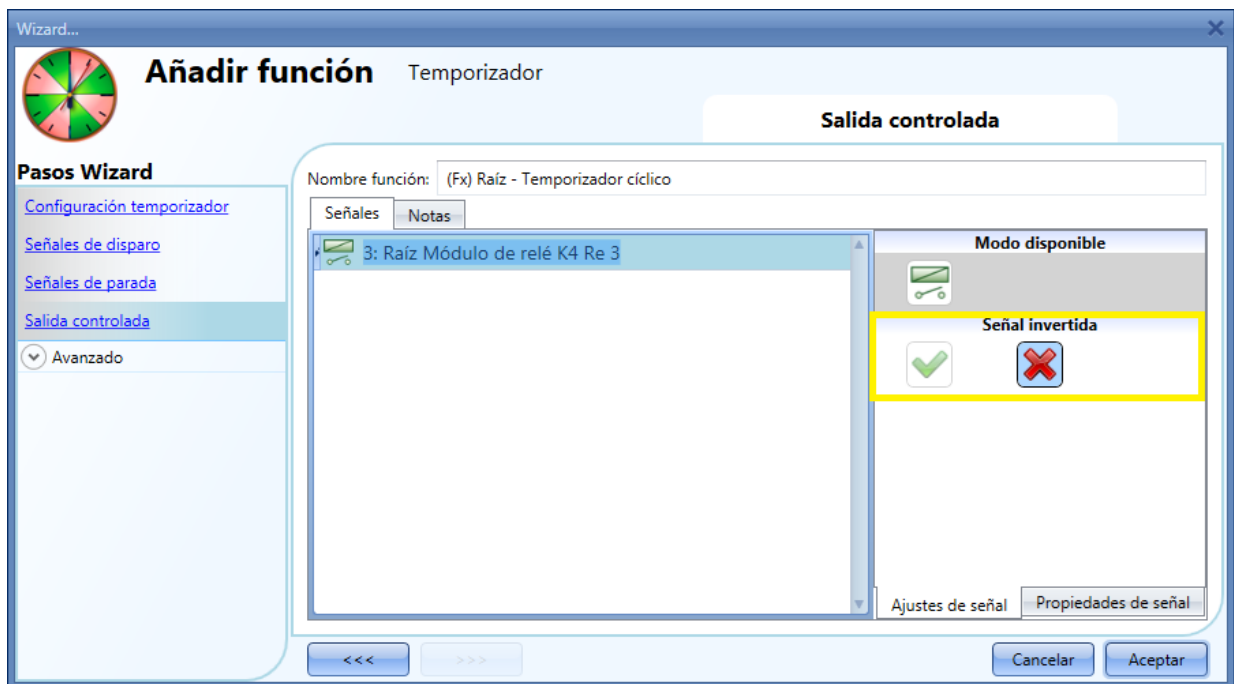 Wizard...
Añadir función Temporizador
Salida controlada
Pasos Wizard
Configuración temporizador
Señales de disparo
Señales de parada
Salida controlada
Avanzado
Nombre función: (Fx) Raíz - Temporizador cíclico
Señales Notas
3: Raíz Módulo de relé K4 Re 3
Modo disponible
Señal invertida
Ajustes de señal Propiedades de señal
<<< >>> Cancelar Aceptar